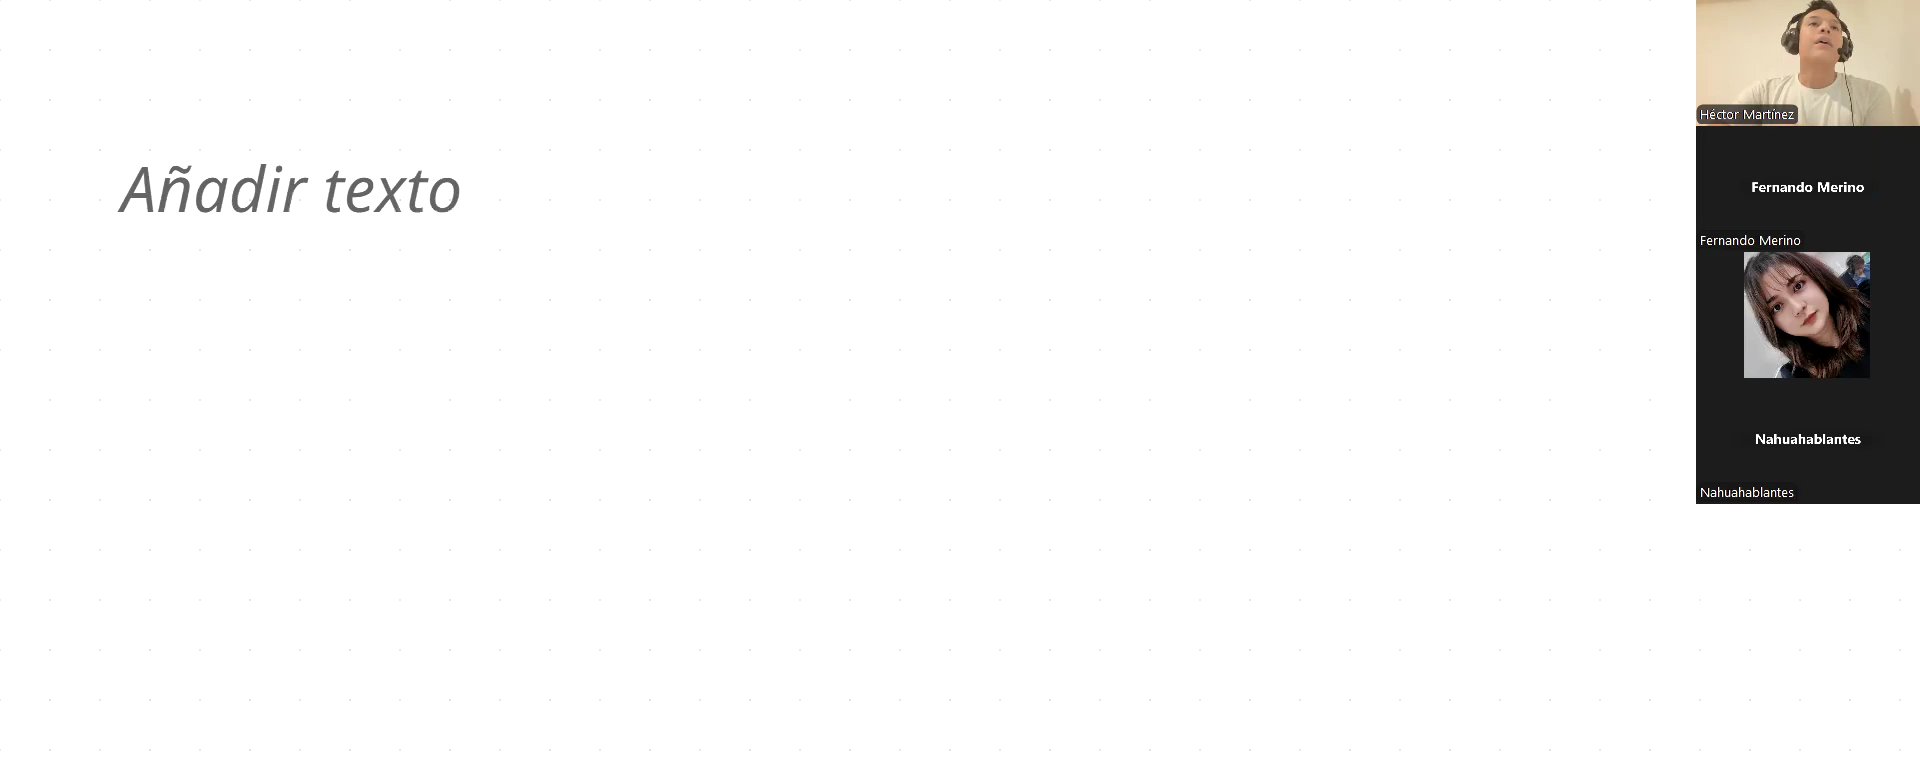 Añadir texto
Héctor Martínez
Fernando Merino
Fernando Merino
Nahuahablantes
Nahuahablantes